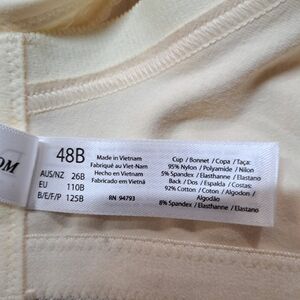 48B
AUS/NZ 26B
EU 110B
B/E/F/P 125B
Made in Vietnam
Fabriqué au Viet-Nam
Hecho en Vietnam
Fabricado em Vietnã
RN 94793
Cup / Bonnet / Copa / Taça:
95% Nylon / Polyamide / Nilon
5% Spandex / Elasthanne / Elastano
Back / Dos / Espalda / Costas:
92% Cotton / Coton / Algodon /
Algodão
8% Spandex / Elasthanne / Elastano